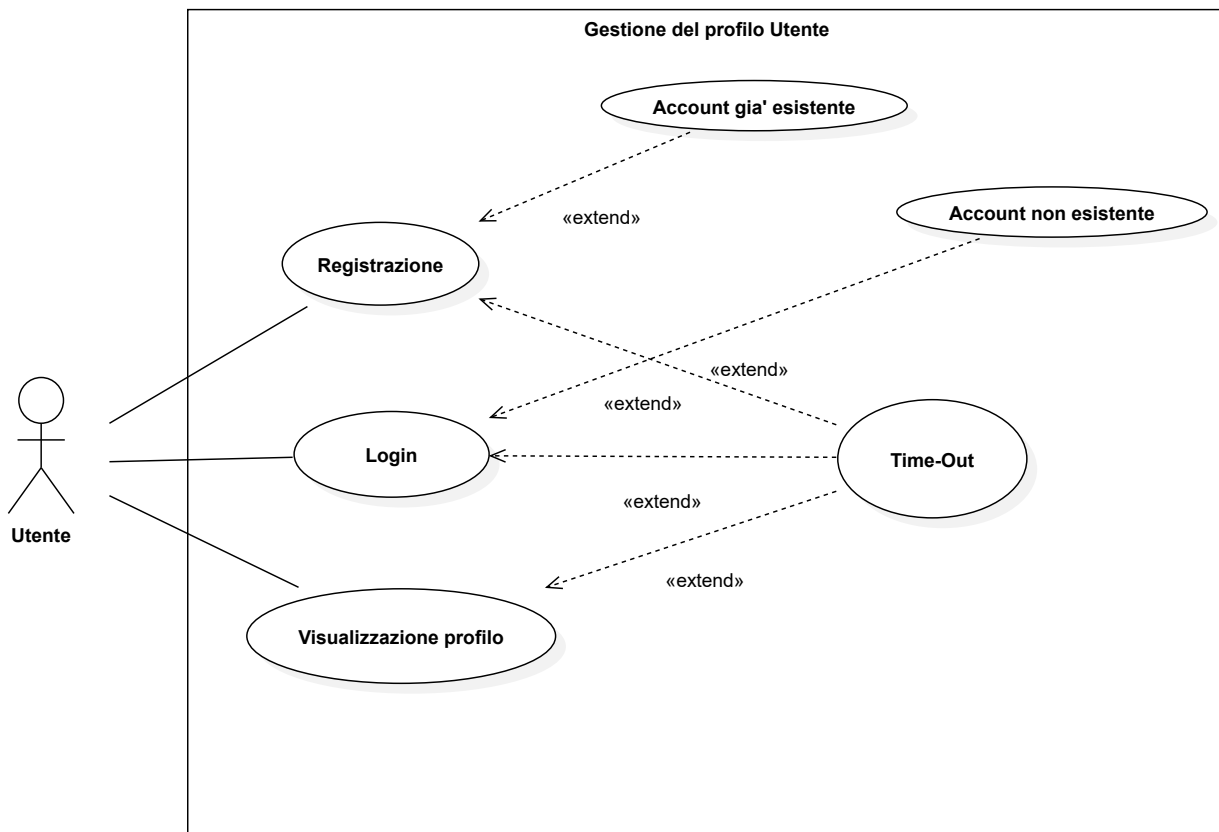 Gestione del profilo Utente
Account gia' esistente
Account non esistente
«extend»
Registrazione
«extend»
«extend»
Login
Time-Out
«extend»
Utente
«extend»
Visualizzazione profilo